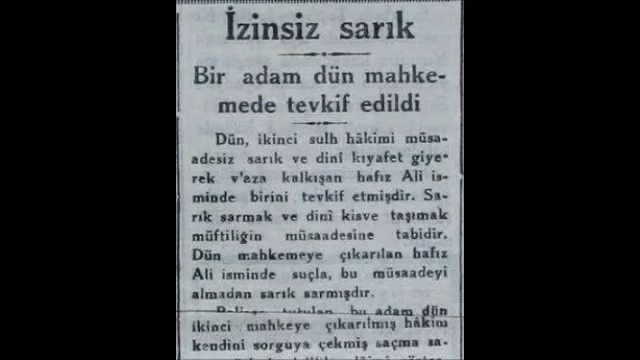 İzinsiz sarık
Bir adam dün mahke-
mede tevkif edildi
Dün, ikinci sulh hâkimi müsa-
adesiz sarık ve dinî kıyafet giye-
rek v'aza kalkışan hafız Ali is-
minde birini tevkif etmişdir. Sa-
rık sarmak ve dinî kisve taşımak
müftiliğin müsaadesine tabidir.
Dün mahkemeye çıkarılan hafız
Ali isminde suçla, bu müsaadeyi
almadan sarık sarmışdır.
bu adam dün
ikinci mahkeye çıkarılmış hâkim
kendini sorguya çekmiş saçma sa-